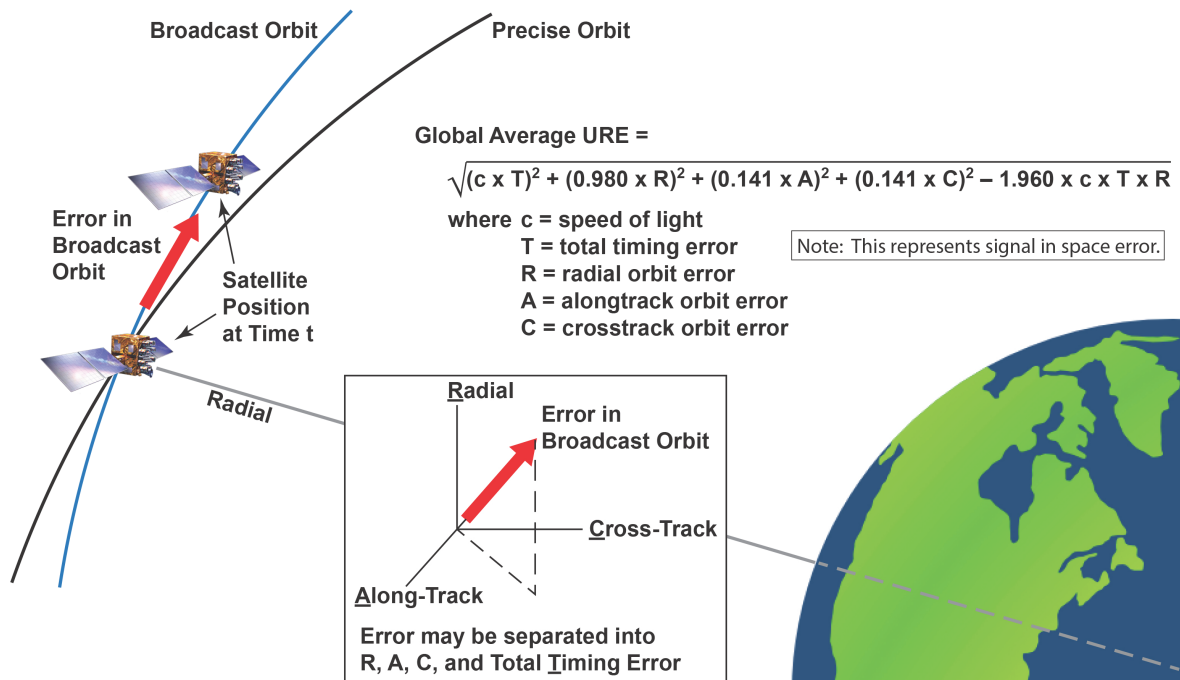 Broadcast Orbit
Precise Orbit
Global Average URE =
√(c x T)² + (0.980 x R)² + (0.141 x A)² + (0.141 x C)² – 1.960 x c x T x R
where c = speed of light
T = total timing error
R = radial orbit error
A = alongtrack orbit error
C = crosstrack orbit error
Note: This represents signal in space error.
Error in
Broadcast
Orbit
Satellite
Position
at Time t
Radial
Radial
Error in
Broadcast Orbit
Cross-Track
Along-Track
Error may be separated into
R, A, C, and Total Timing Error